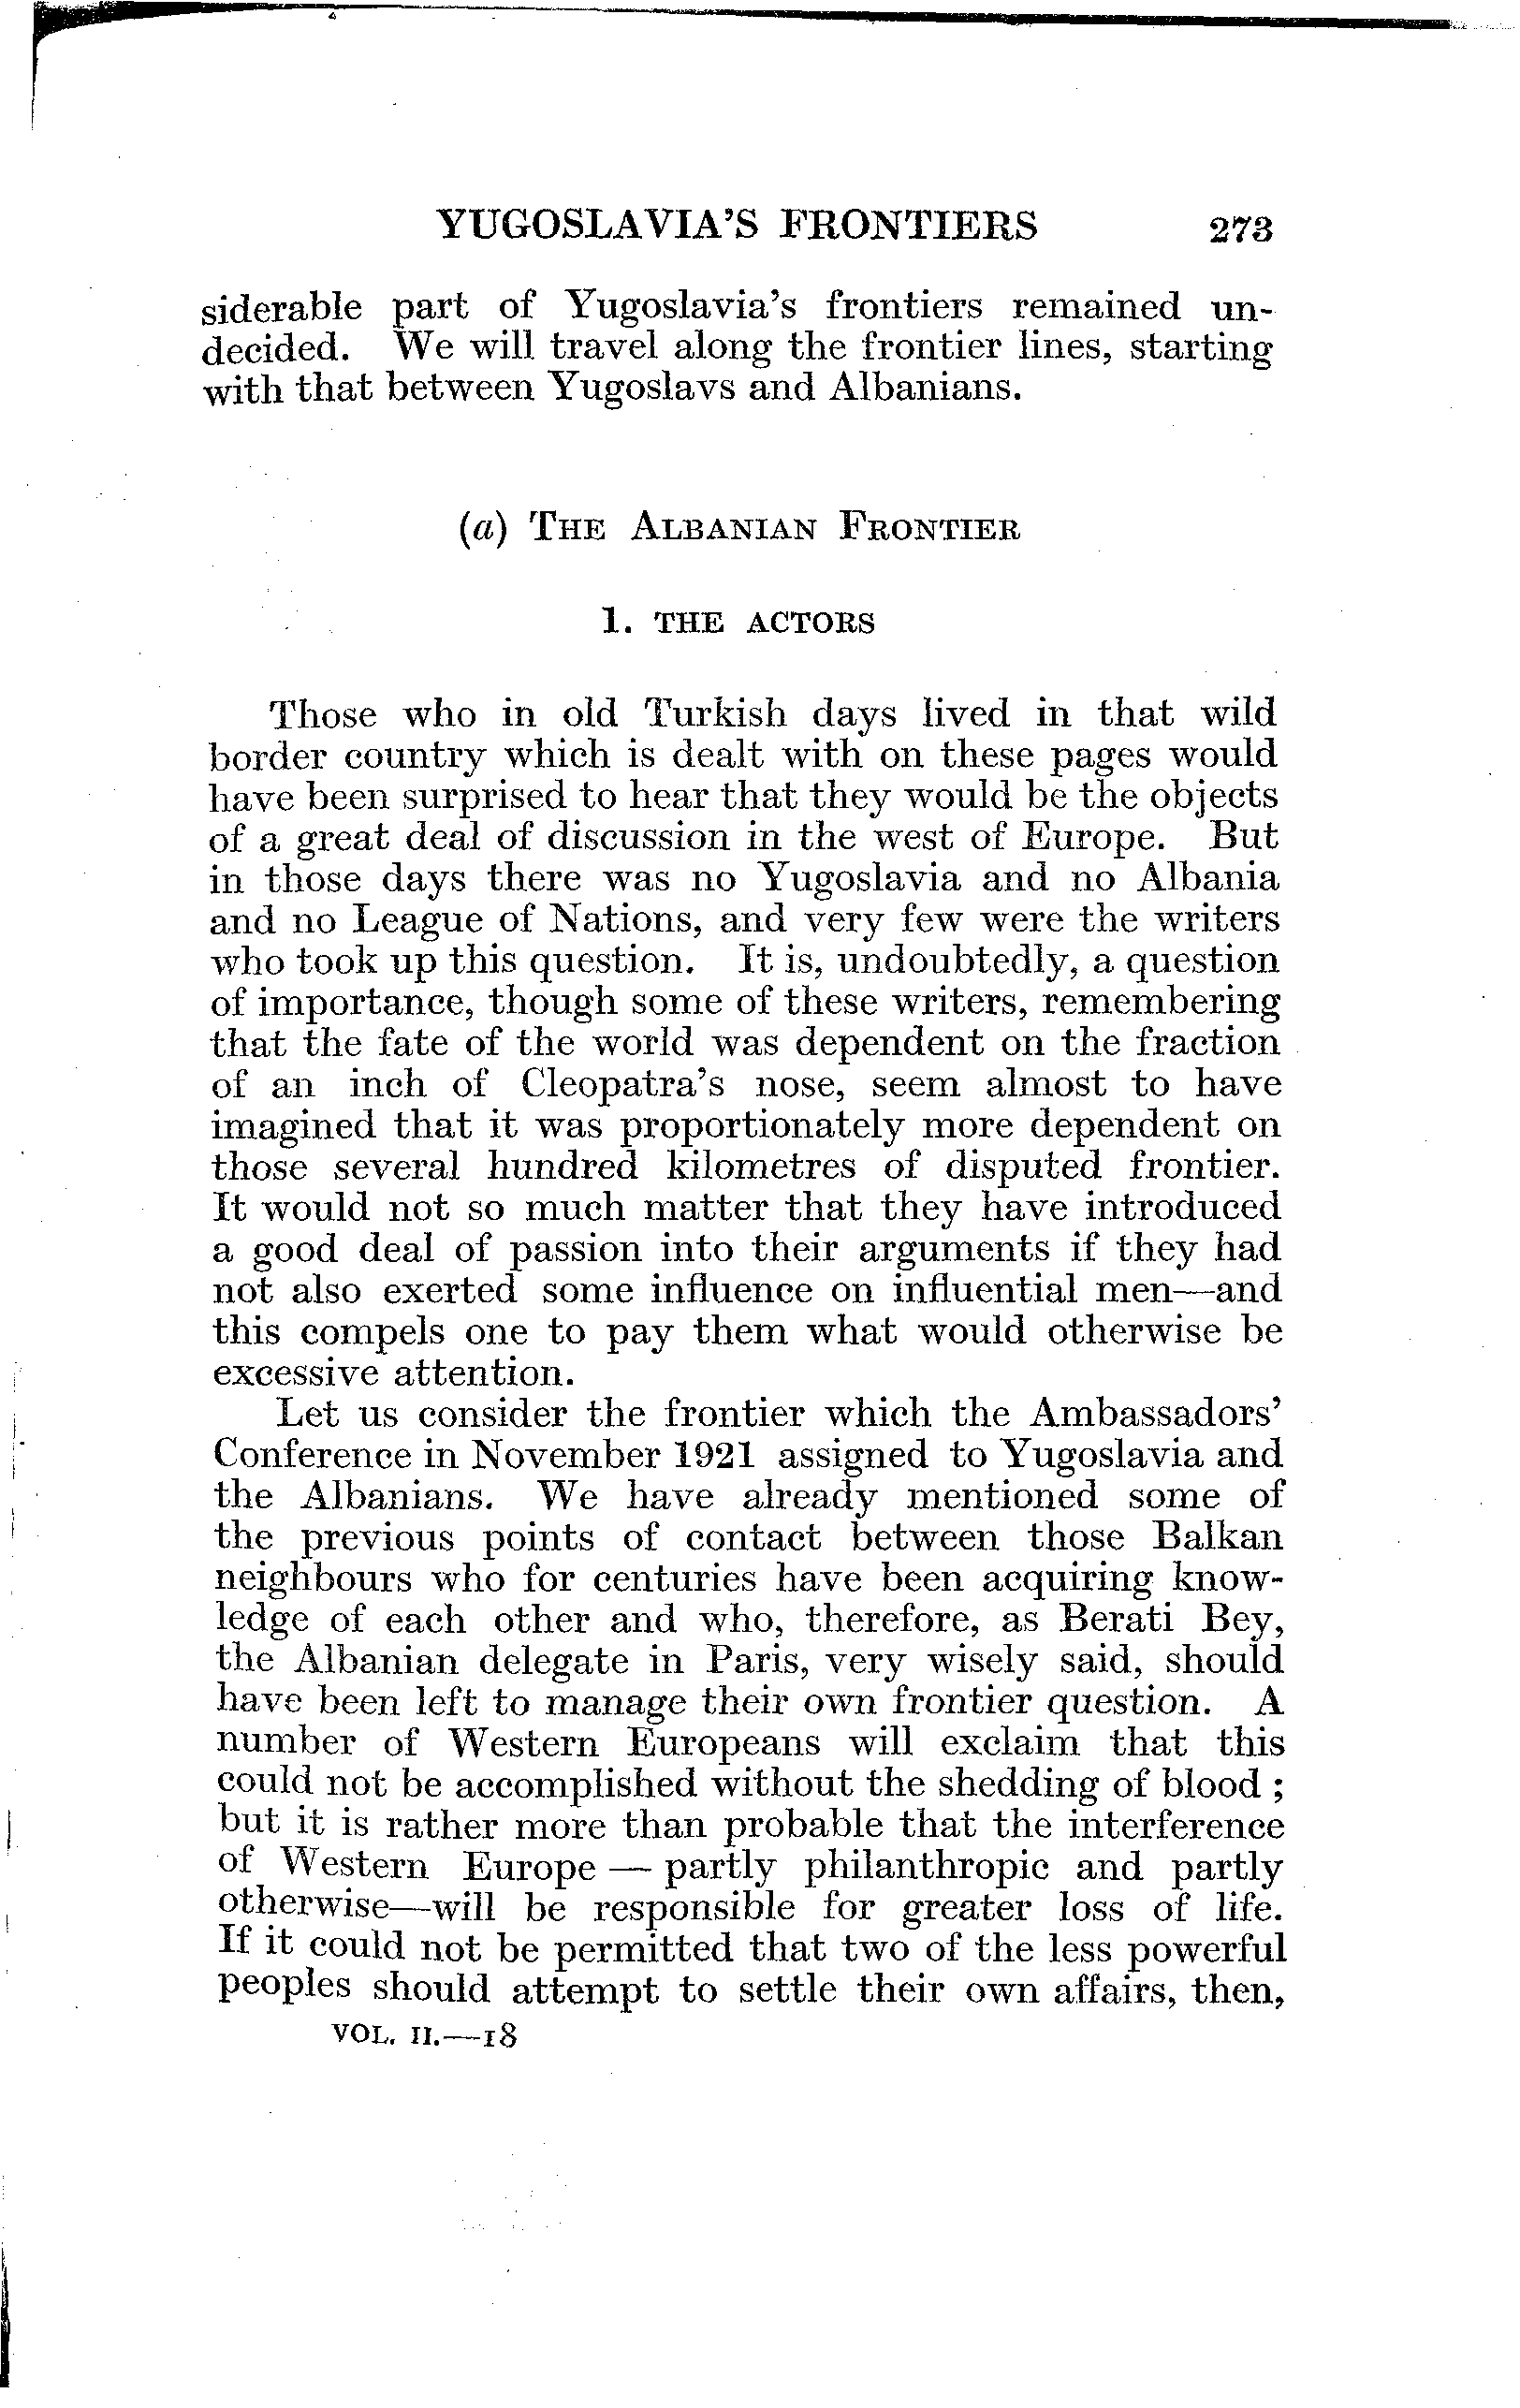 YUGOSLAVIA'S FRONTIERS 273
siderable part of Yugoslavia's frontiers remained un-
decided. We will travel along the frontier lines, starting
with that between Yugoslavs and Albanians.
(a) THE ALBANIAN FRONTIER
1. THE ACTORS
Those who in old Turkish days lived in that wild
border country which is dealt with on these pages would
have been surprised to hear that they would be the objects
of a great deal of discussion in the west of Europe. But
in those days there was no Yugoslavia and no Albania
and no League of Nations, and very few were the writers
who took up this question. It is, undoubtedly, a question
of importance, though some of these writers, remembering
that the fate of the world was dependent on the fraction
of an inch of Cleopatra's nose, seem almost to have
imagined that it was proportionately more dependent on
those several hundred kilometres of disputed frontier.
It would not so much matter that they have introduced
a good deal of passion into their arguments if they had
not also exerted some influence on influential men—and
this compels one to pay them what would otherwise be
excessive attention.
Let us consider the frontier which the Ambassadors'
Conference in November 1921 assigned to Yugoslavia and
the Albanians. We have already mentioned some of
the previous points of contact between those Balkan
neighbours who for centuries have been acquiring know-
ledge of each other and who, therefore, as Berati Bey,
the Albanian delegate in Paris, very wisely said, should
have been left to manage their own frontier question. A
number of Western Europeans will exclaim that this
could not be accomplished without the shedding of blood ;
but it is rather more than probable that the interference
of Western Europe — partly philanthropic and partly
otherwise—will be responsible for greater loss of life.
If it could not be permitted that two of the less powerful
peoples should attempt to settle their own affairs, then,
VOL. II.—18